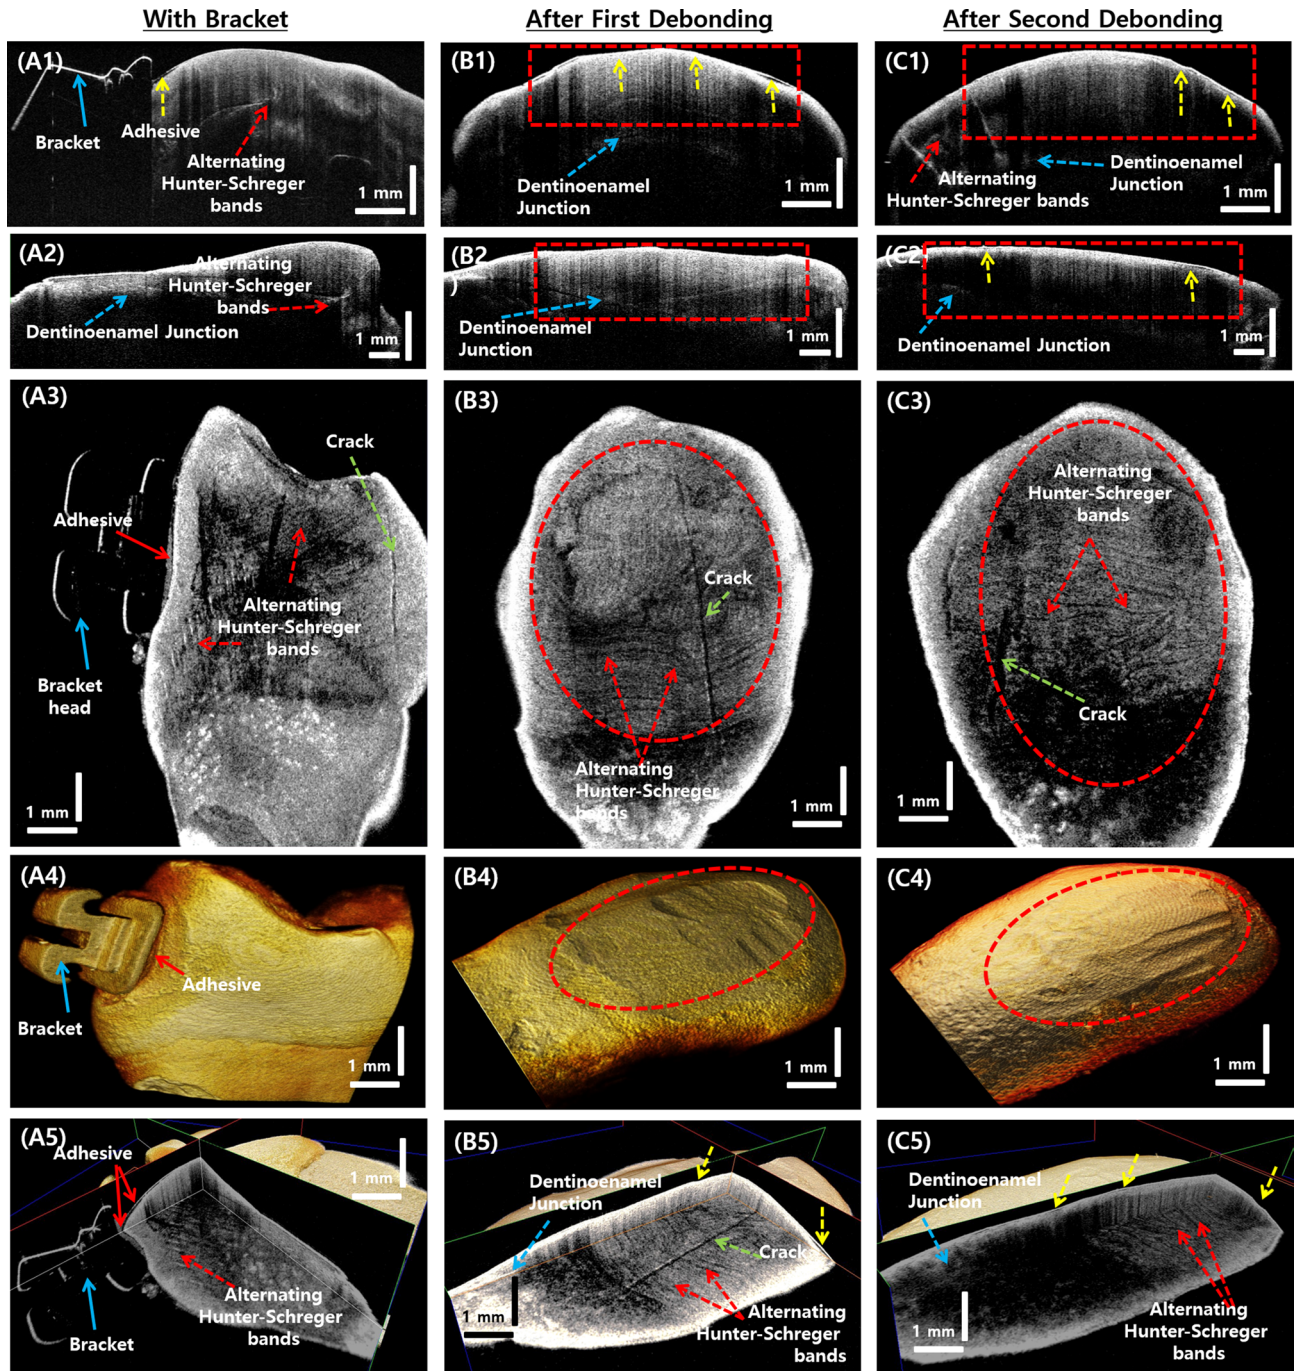 With Bracket
After First Debonding
After Second Debonding
(A1)
Bracket
Adhesive
Alternating
Hunter-Schreger
bands
1 mm
(B1)
Dentinoenamel
Junction
1 mm
(C1)
Alternating
Hunter-Schreger bands
Dentinoenamel
Junction
1 mm
(A2)
Alternating
Hunter-Schreger
bands
Dentinoenamel Junction
1 mm
(B2
)
Dentinoenamel
Junction
1 mm
(C2)
Dentinoenamel Junction
1 mm
(A3)
Crack
Adhesive
Alternating
Hunter-Schreger
bands
Bracket
head
1 mm
(B3)
Crack
Alternating
Hunter-Schreger
bands
1 mm
(C3)
Alternating
Hunter-Schreger
bands
Crack
1 mm
(A4)
Adhesive
Bracket
1 mm
(B4)
1 mm
(C4)
1 mm
(A5)
Adhesive
1 mm
Alternating
Hunter-Schreger
bands
Bracket
(B5)
Dentinoenamel
Junction
Crack
1 mm
Alternating
Hunter-Schreger
bands
(C5)
Dentinoenamel
Junction
1 mm
Alternating
Hunter-Schreger
bands